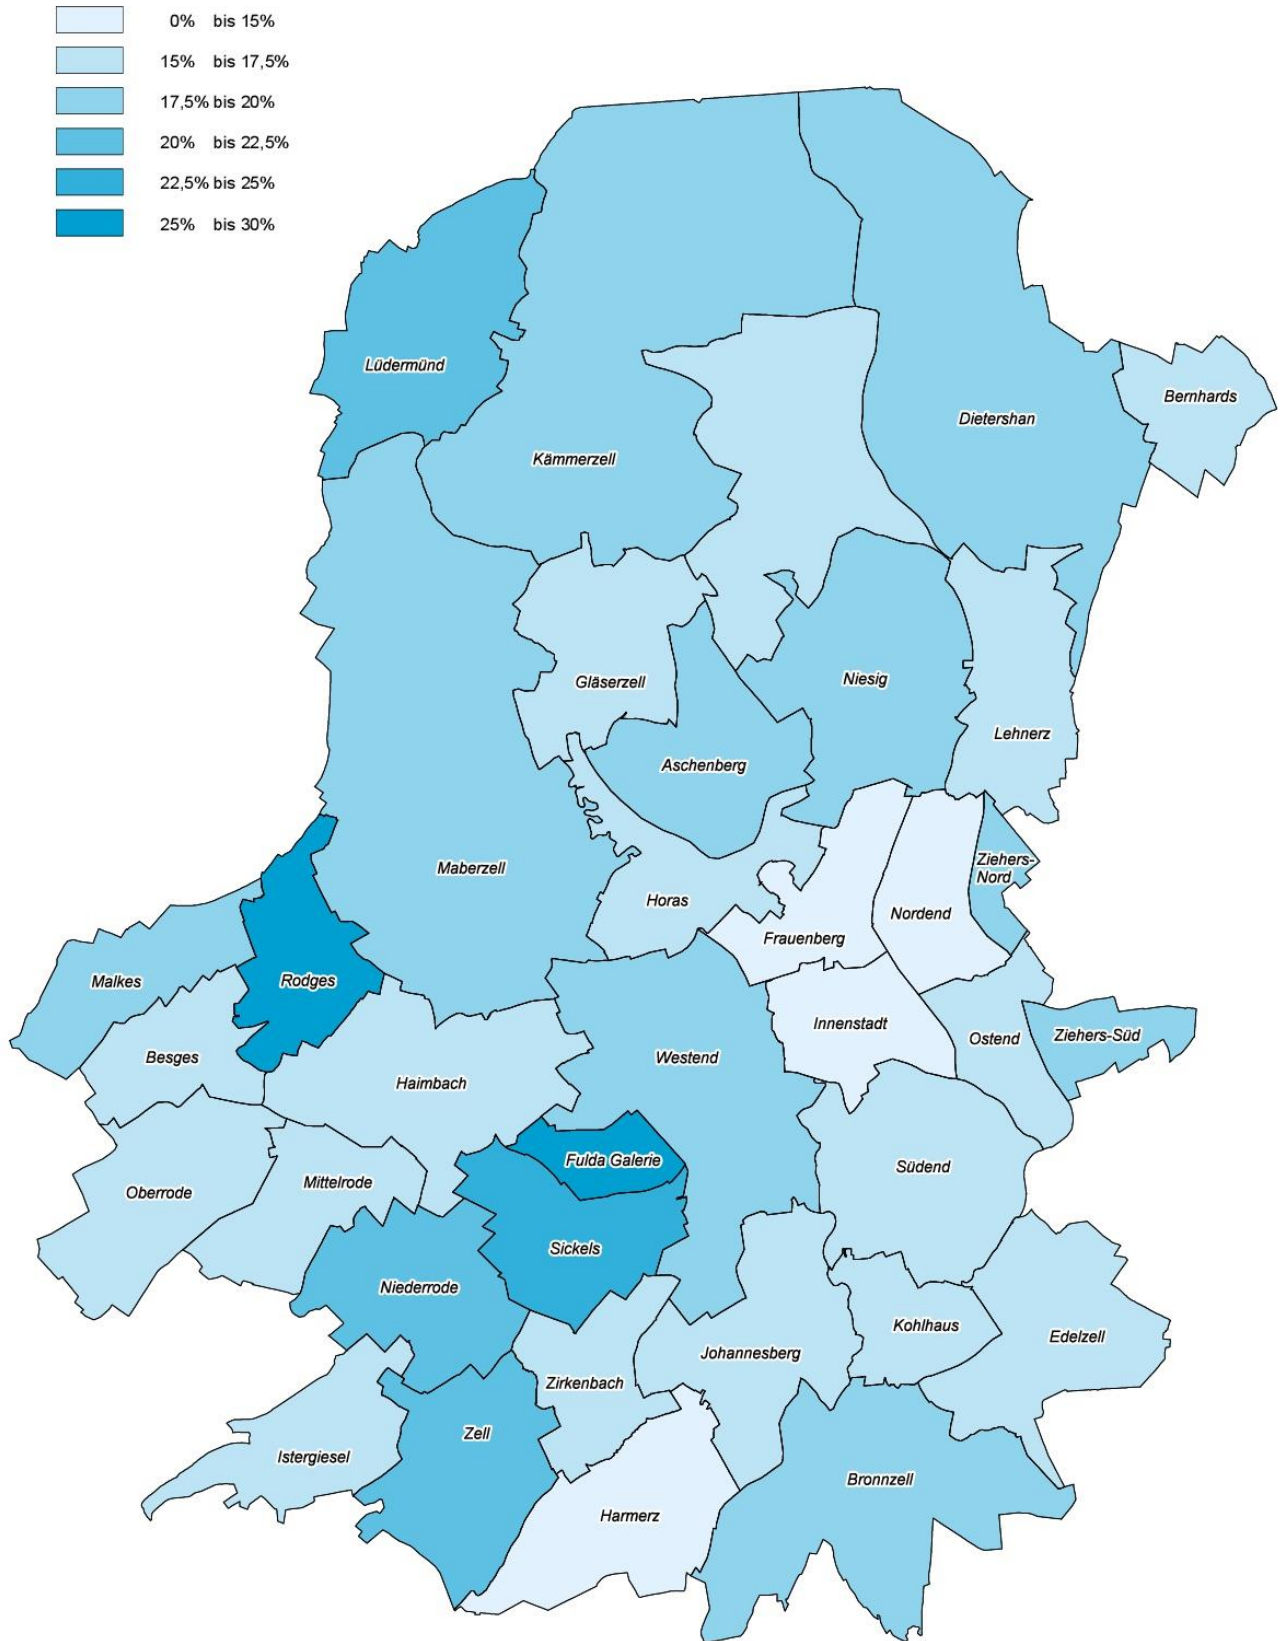 0% bis 15%
15% bis 17,5%
17,5% bis 20%
20% bis 22,5%
22,5% bis 25%
25% bis 30%
Lüdermünd
Bernhards
Dietershan
Kämmerzell
Gläserzell
Niesig
Lehnerz
Aschenberg
Maberzell
Ziehers-
Nord
Horas
Nordend
Frauenberg
Malkes
Rodges
Innenstadt
Ostend
Ziehers-Süd
Besges
Westend
Haimbach
Fulda Galerie
Südend
Mittelrode
Oberrode
Sickels
Niederrode
Kohlhaus
Edelzell
Johannesberg
Zirkenbach
Zell
Istergiesel
Bronnzell
Harmerz